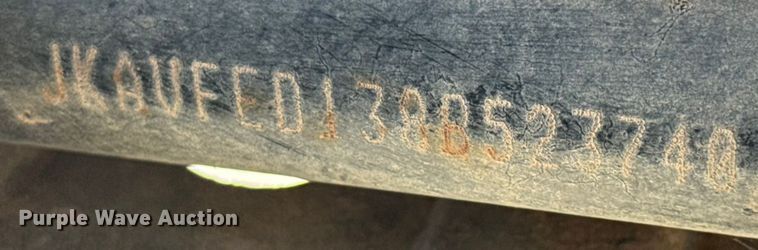 JKAVFED138B523740
Purple Wave Auction